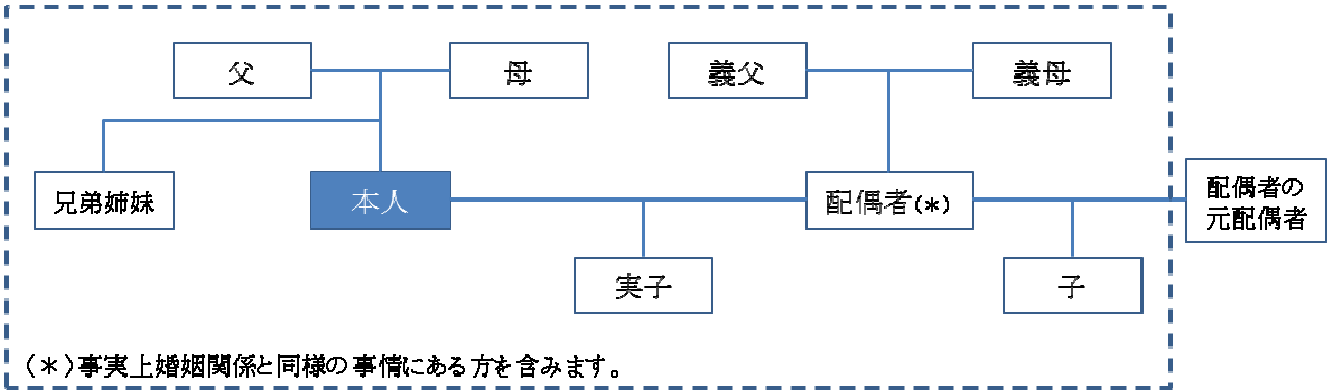 父
母
義父
義母
兄弟姉妹
本人
配偶者(*)
配偶者の
元配偶者
実子
子
(*)事実上婚姻関係と同様の事情にある方を含みます。